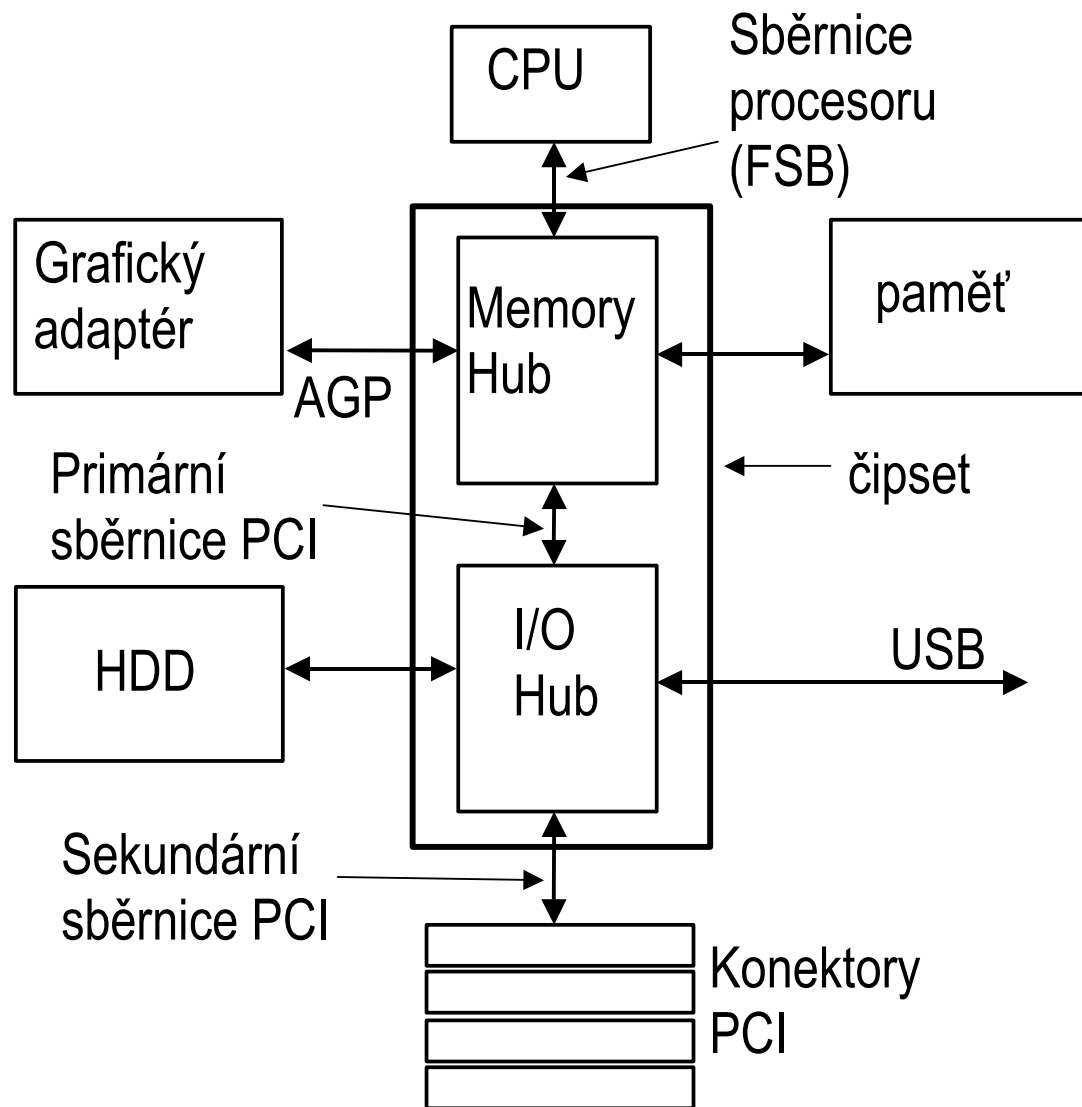 CPU
Sběrnice
procesoru
(FSB)
Grafický
adaptér
Memory
Hub
paměť
AGP
Primární
sběrnice PCI
čipset
HDD
I/O
Hub
USB
Sekundární
sběrnice PCI
Konektory
PCI